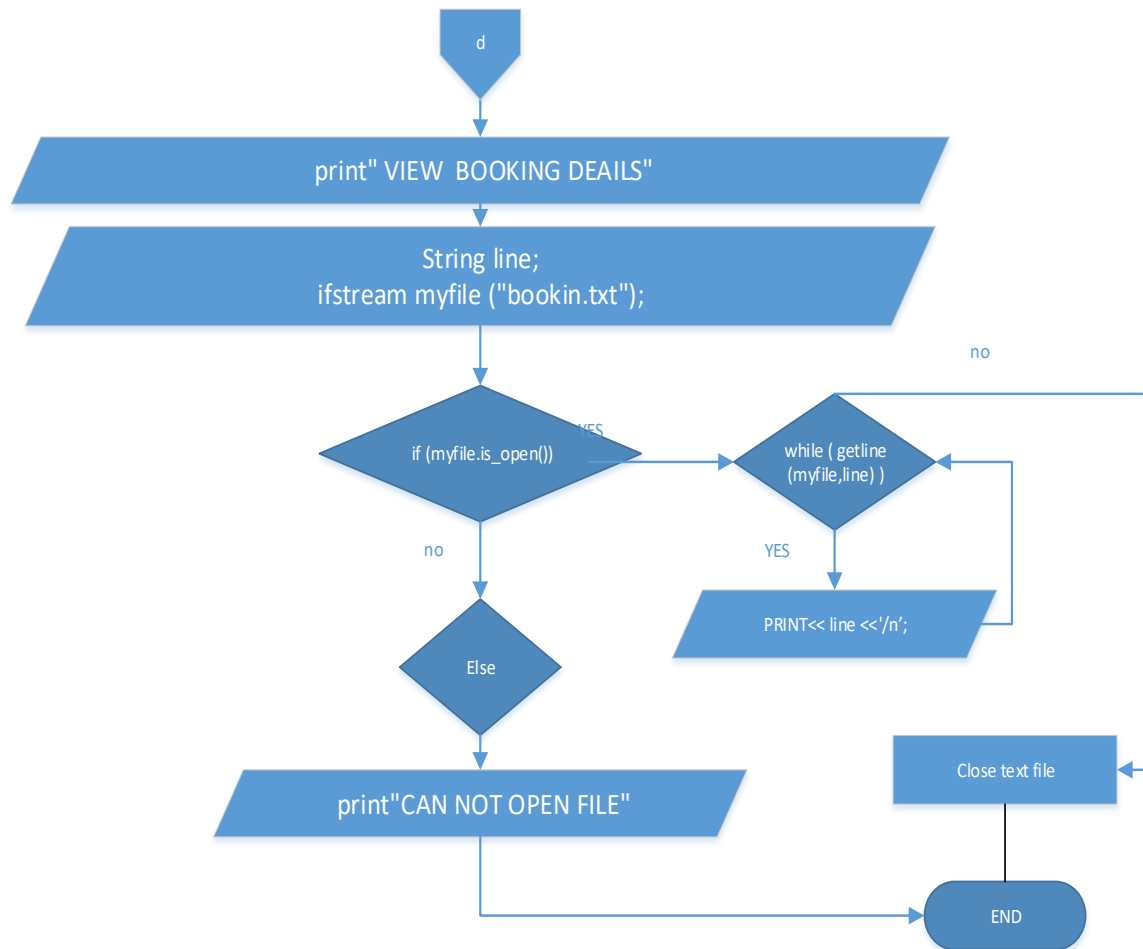 d
print" VIEW  BOOKING DEAILS"
String line;
ifstream myfile ("bookin.txt");
no
if (myfile.is_open())
YES
while ( getline
(myfile,line) )
no
YES
PRINT<< line <<'/n’;
Else
Close text file
print"CAN NOT OPEN FILE"
END